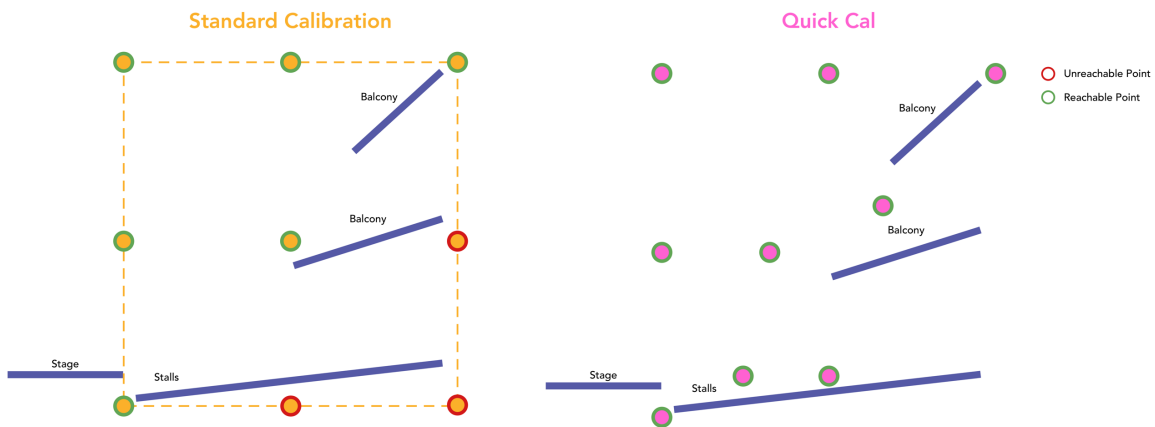 Standard Calibration
Balcony
Balcony
Stage
Stalls
Quick Cal
Balcony
Balcony
Stage
Stalls
Unreachable Point
Reachable Point